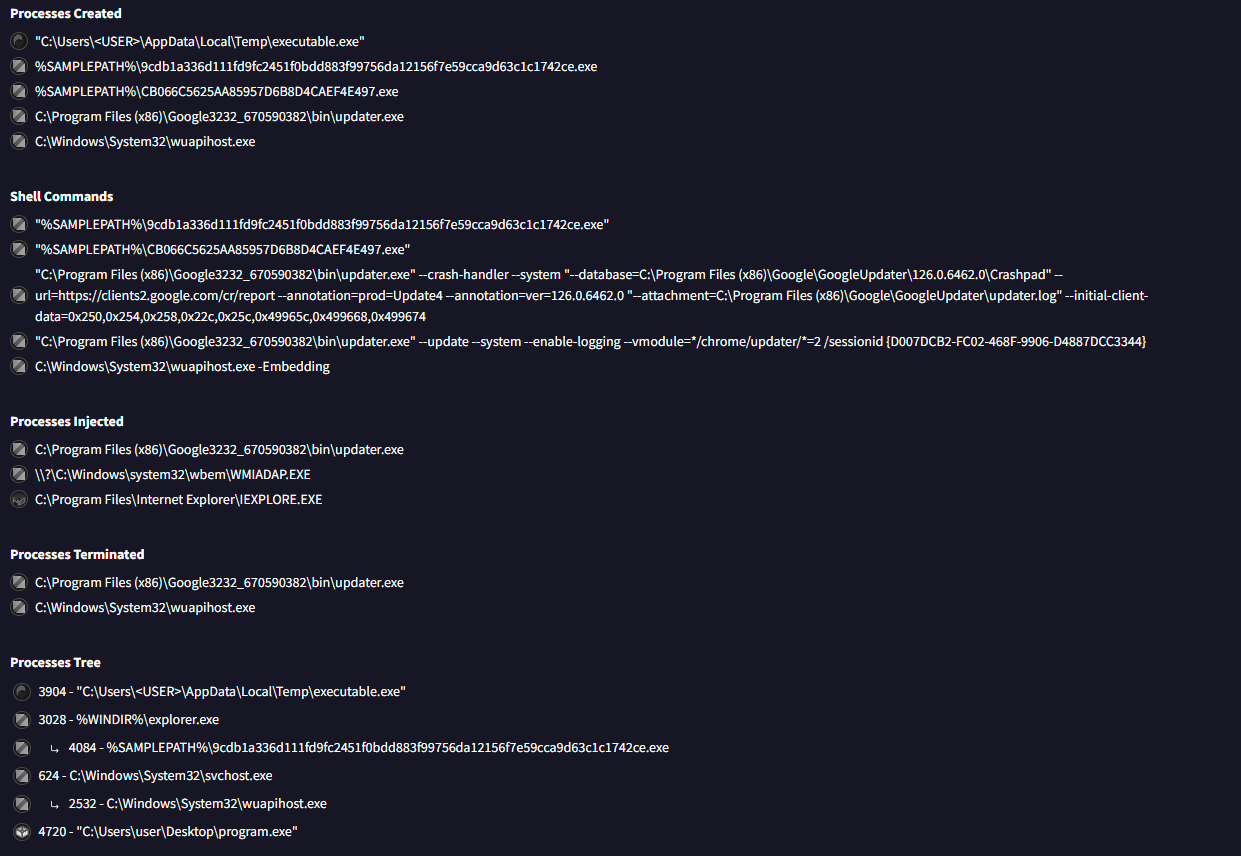 Processes Created
"C:\Users\<USER>\AppData\Local\Temp\executable.exe"
%SAMPLEPATH%\9cdb1a336d111fd9fc2451f0bdd883f99756da12156f7e59cca9d63c1c1742ce.exe
%SAMPLEPATH%\CB066C5625AA85957D6B8D4CAEF4E497.exe
C:\Program Files (x86)\Google3232_670590382\bin\updater.exe
C:\Windows\System32\wuapihost.exe
Shell Commands
"%SAMPLEPATH%\9cdb1a336d111fd9fc2451f0bdd883f99756da12156f7e59cca9d63c1c1742ce.exe"
"%SAMPLEPATH%\CB066C5625AA85957D6B8D4CAEF4E497.exe"
"C:\Program Files (x86)\Google3232_670590382\bin\updater.exe" --crash-handler --system "--database=C:\Program Files (x86)\Google\GoogleUpdater\126.0.6462.0\Crashpad" --
url=https://clients2.google.com/cr/report --annotation=prod=Update4 --annotation=ver=126.0.6462.0 "--attachment=C:\Program Files (x86)\Google\GoogleUpdater\updater.log" --initial-client-
data=0x250,0x254,0x258,0x22c,0x25c,0x49965c,0x499668,0x499674
"C:\Program Files (x86)\Google3232_670590382\bin\updater.exe" --update --system --enable-logging --vmodule=*/chrome/updater/*=2 /sessionid {D007DCB2-FC02-468F-9906-D4887DCC3344}
C:\Windows\System32\wuapihost.exe -Embedding
Processes Injected
C:\Program Files (x86)\Google3232_670590382\bin\updater.exe
\\?\C:\Windows\system32\wbem\WMIADAP.EXE
C:\Program Files\Internet Explorer\IEXPLORE.EXE
Processes Terminated
C:\Program Files (x86)\Google3232_670590382\bin\updater.exe
C:\Windows\System32\wuapihost.exe
Processes Tree
3904 - "C:\Users\<USER>\AppData\Local\Temp\executable.exe"
3028 - %WINDIR%\explorer.exe
↳ 4084 - %SAMPLEPATH%\9cdb1a336d111fd9fc2451f0bdd883f99756da12156f7e59cca9d63c1c1742ce.exe
624 - C:\Windows\System32\svchost.exe
↳ 2532 - C:\Windows\System32\wuapihost.exe
4720 - "C:\Users\user\Desktop\program.exe"